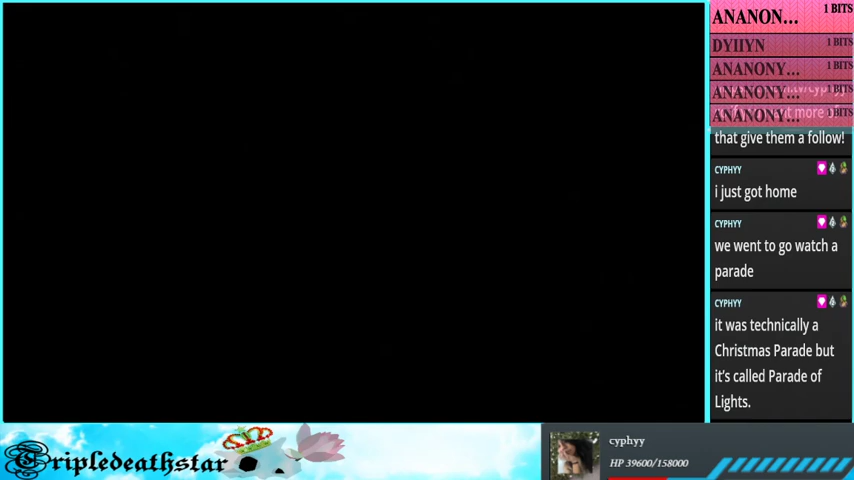 ANANON... 1 BITS
DYIIYN 1 BITS
ANANONY... 1 BITS
ANANONY... 1 BITS
ANANONY... 1 BITS
that give them a follow!
CYPHYY
i just got home
CYPHYY
we went to go watch a
parade
CYPHYY
it was technically a
Christmas Parade but
it's called Parade of
Lights.
Tripledeathstar
cyphyy
HP 39600/158000